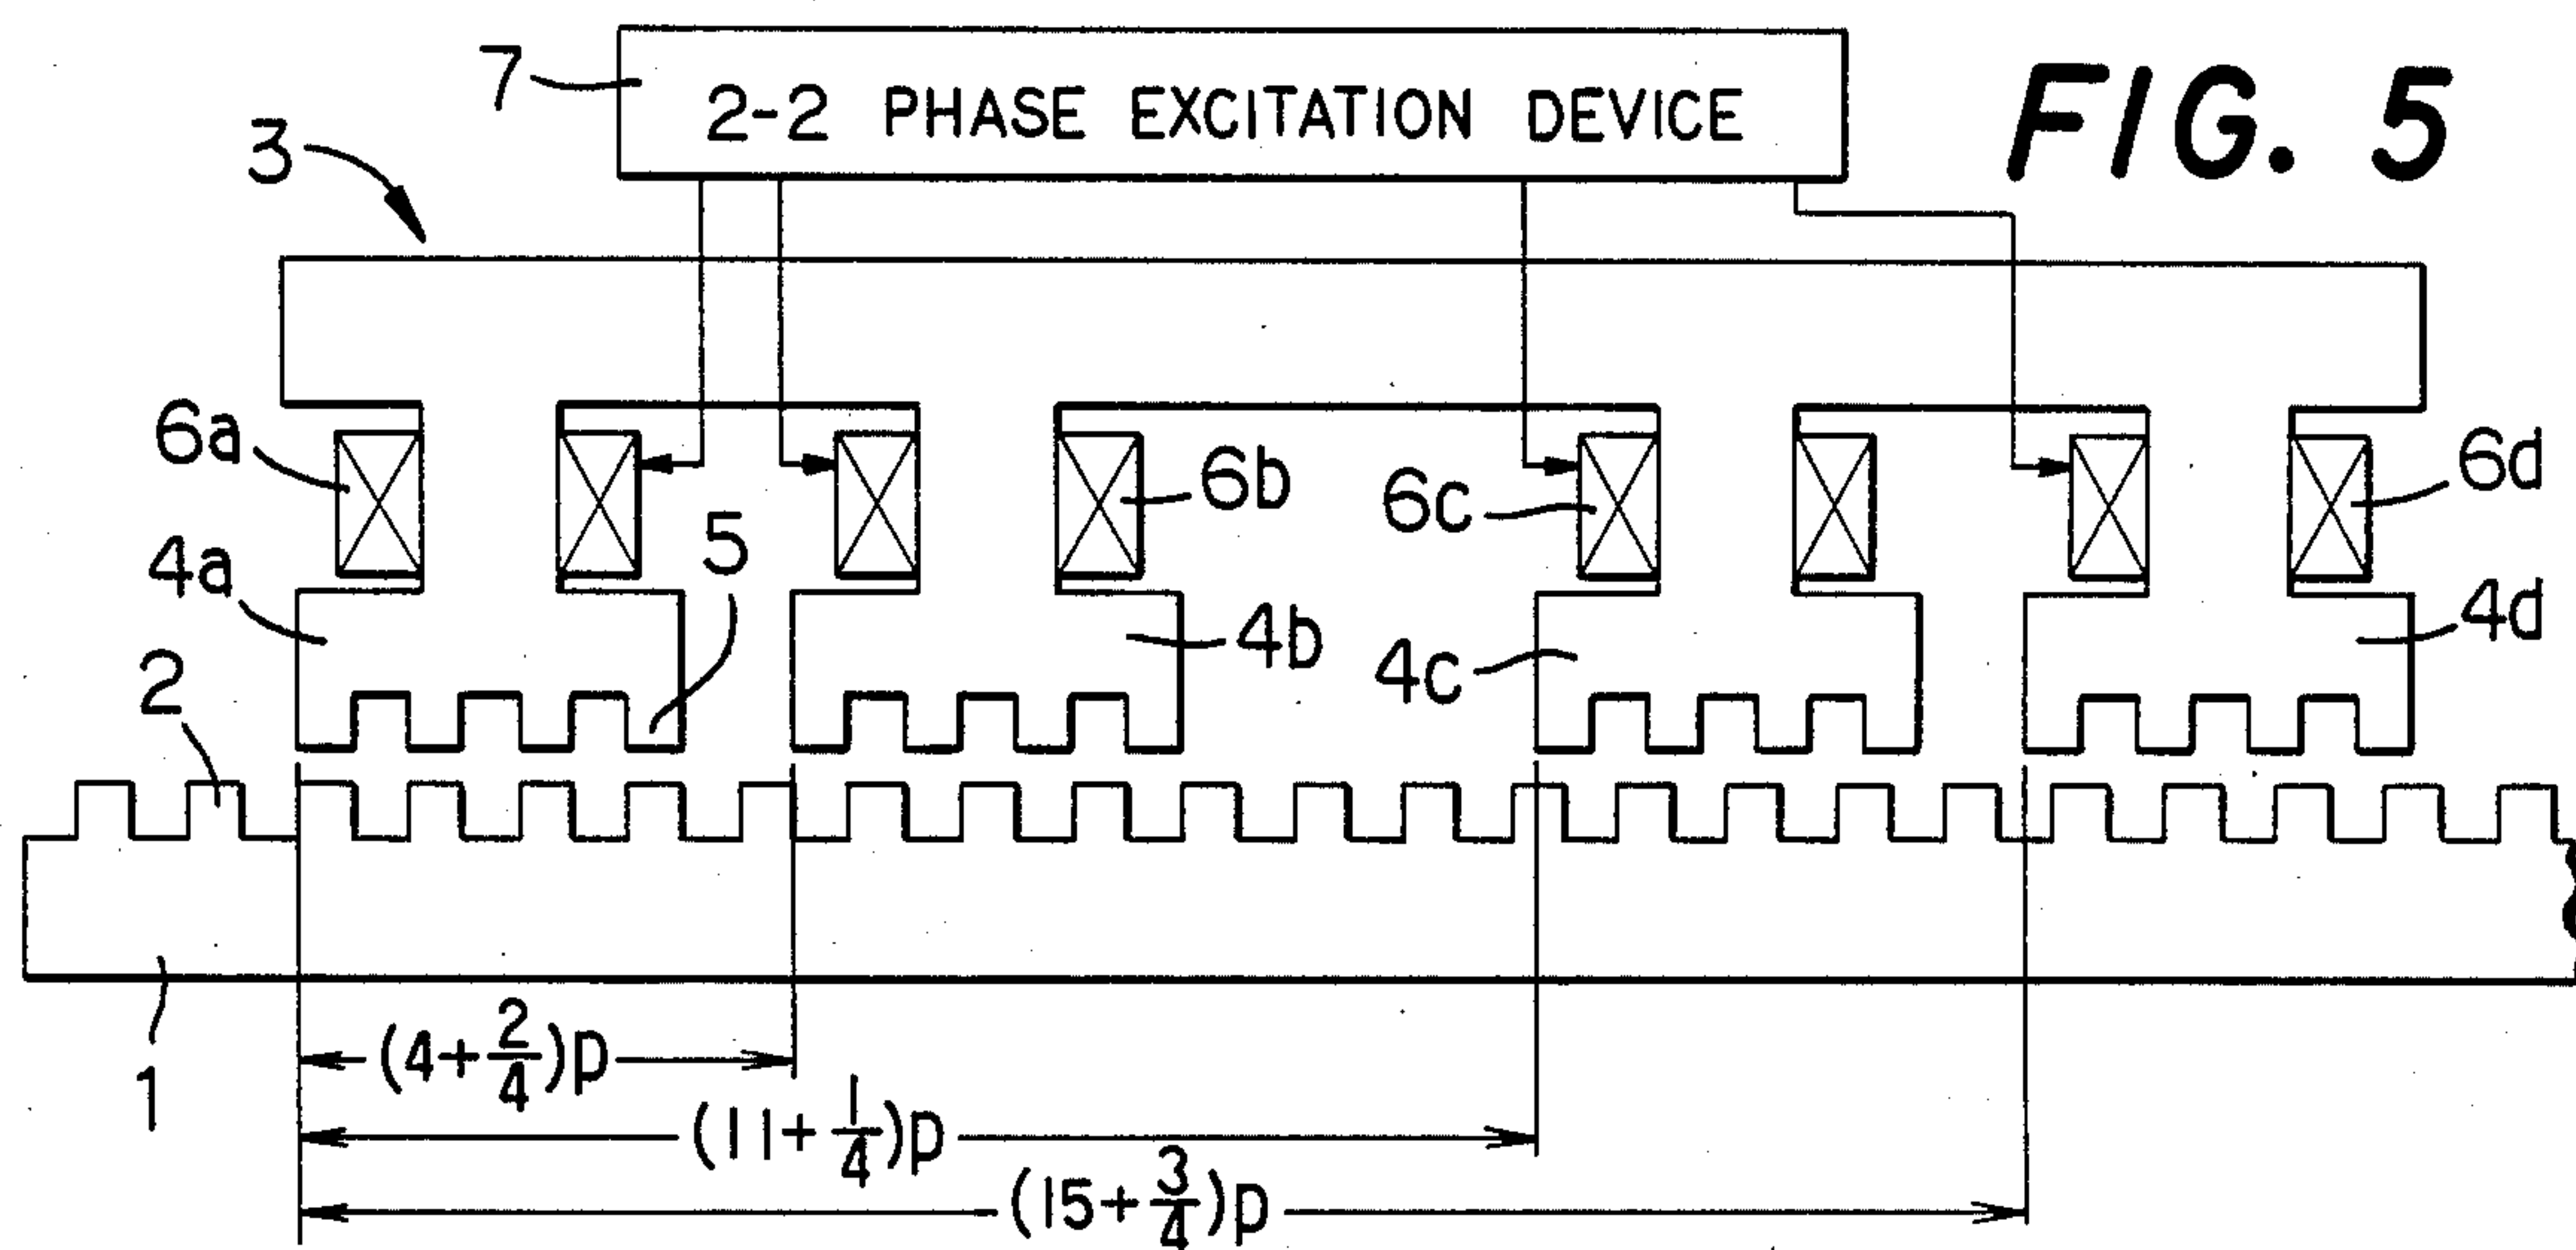 7
2-2 PHASE EXCITATION DEVICE
FIG. 5
3
6a
6b
6c
6d
5
4a
4b
4c
4d
2
1
(4+2/4)p
(11+1/4)p
(15+3/4)p